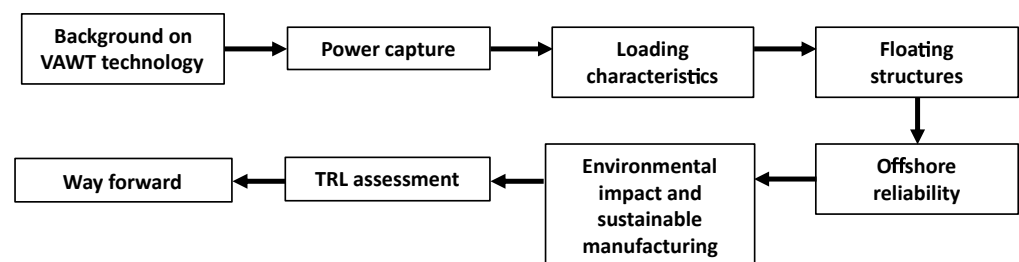 Background on
VAWT technology
Power capture
Loading
characteristics
Floating
structures
Offshore
reliability
Environmental
impact and
sustainable
manufacturing
TRL assessment
Way forward